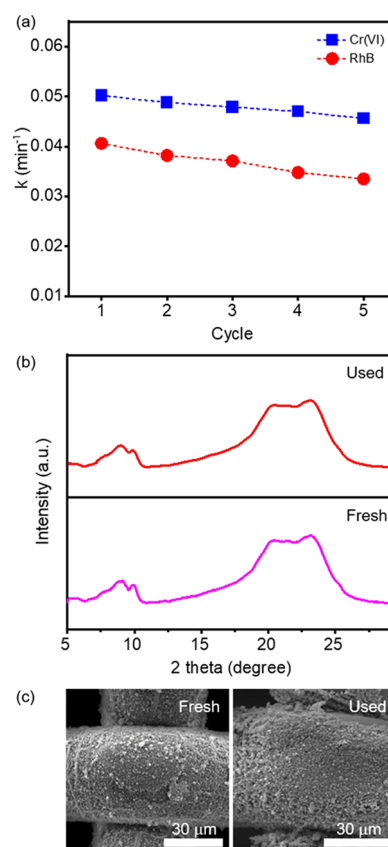 (a)
Cr(VI)
RhB
0.06
0.05
0.04
0.03
0.02
0.01
k (min-1)
1 2 3 4 5
Cycle
(b)
Used
Fresh
Intensity (a.u.)
5 10 15 20 25
2 theta (degree)
(c)
Fresh
Used
30 μm
30 μm